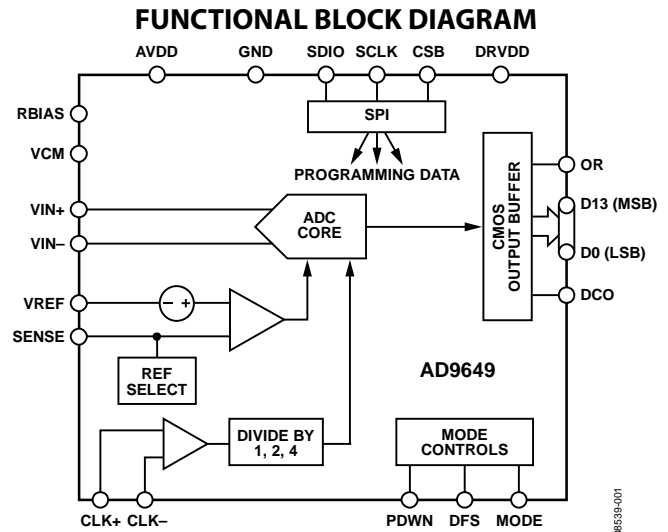 FUNCTIONAL BLOCK DIAGRAM
AVDD GND SDIO SCLK CSB DRVDD
RBIAS
VCM
SPI
PROGRAMMING DATA
VIN+
VIN–
ADC
CORE
CMOS
OUTPUT BUFFER
OR
D13 (MSB)
D0 (LSB)
DCO
VREF
– +
SENSE
REF
SELECT
AD9649
DIVIDE BY
1, 2, 4
MODE
CONTROLS
CLK+ CLK– PDWN DFS MODE
08539-001